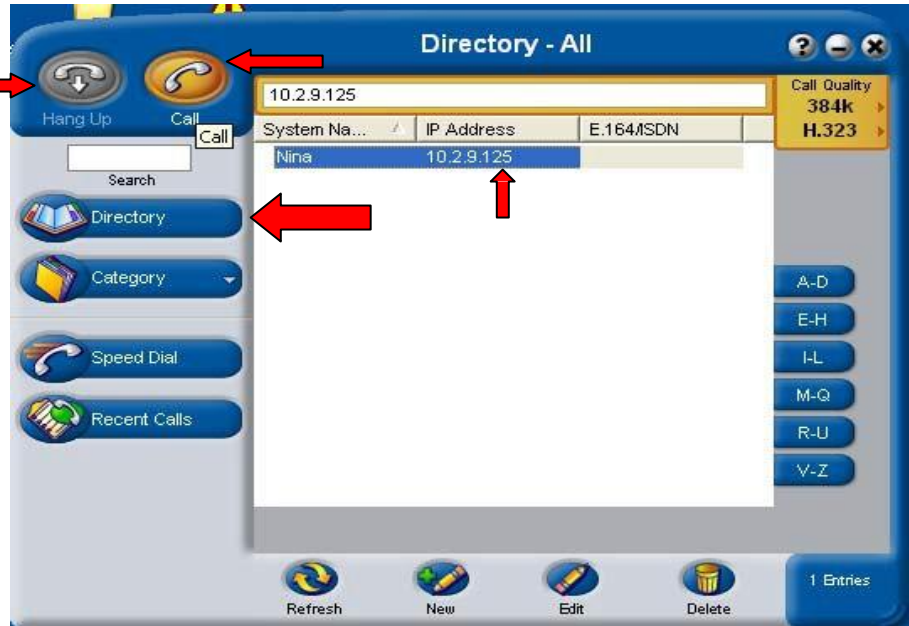 Directory - All
?
Hang Up
Call
Call
Search
Directory
Category
Speed Dial
Recent Calls
10.2.9.125
System Na...
IP Address
E.164/ISDN
Nina
10.2.9.125
Call Quality
384k
H.323
A-D
E-H
I-L
M-Q
R-U
V-Z
Refresh
New
Edit
Delete
1 Entries